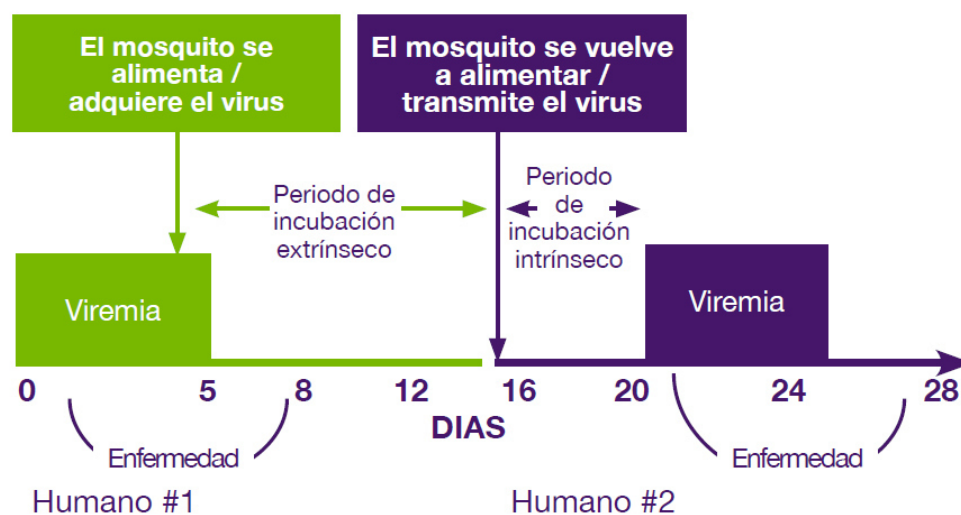 El mosquito se
alimenta /
adquiere el virus
El mosquito se vuelve
a alimentar /
transmite el virus
Periodo de
incubación
extrínseco
Periodo
de
incubación
intrínseco
Viremia
Viremia
0 5 8 12 16 20 24 28
DIAS
Enfermedad
Enfermedad
Humano #1
Humano #2